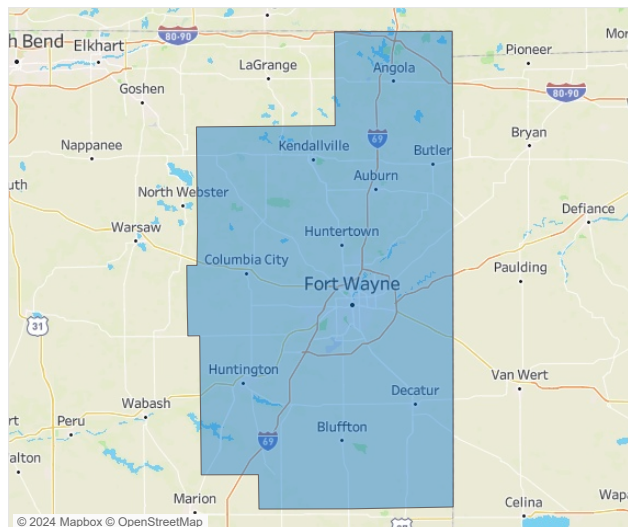 h Bend
Elkhart
80-90
Pioneer
Mor
LaGrange
Angola
Goshen
80-90
69
Bryan
Nappanee
Kendallville
Butler
uth
North Webster
Auburn
Defiance
Warsaw
Huntertown
Columbia City
Paulding
Fort Wayne
31
Huntington
Van Wert
Wabash
Decatur
rt
Peru
Bluffton
69
alton
Marion
Celina
Wapa
© 2024 Mapbox © OpenStreetMap